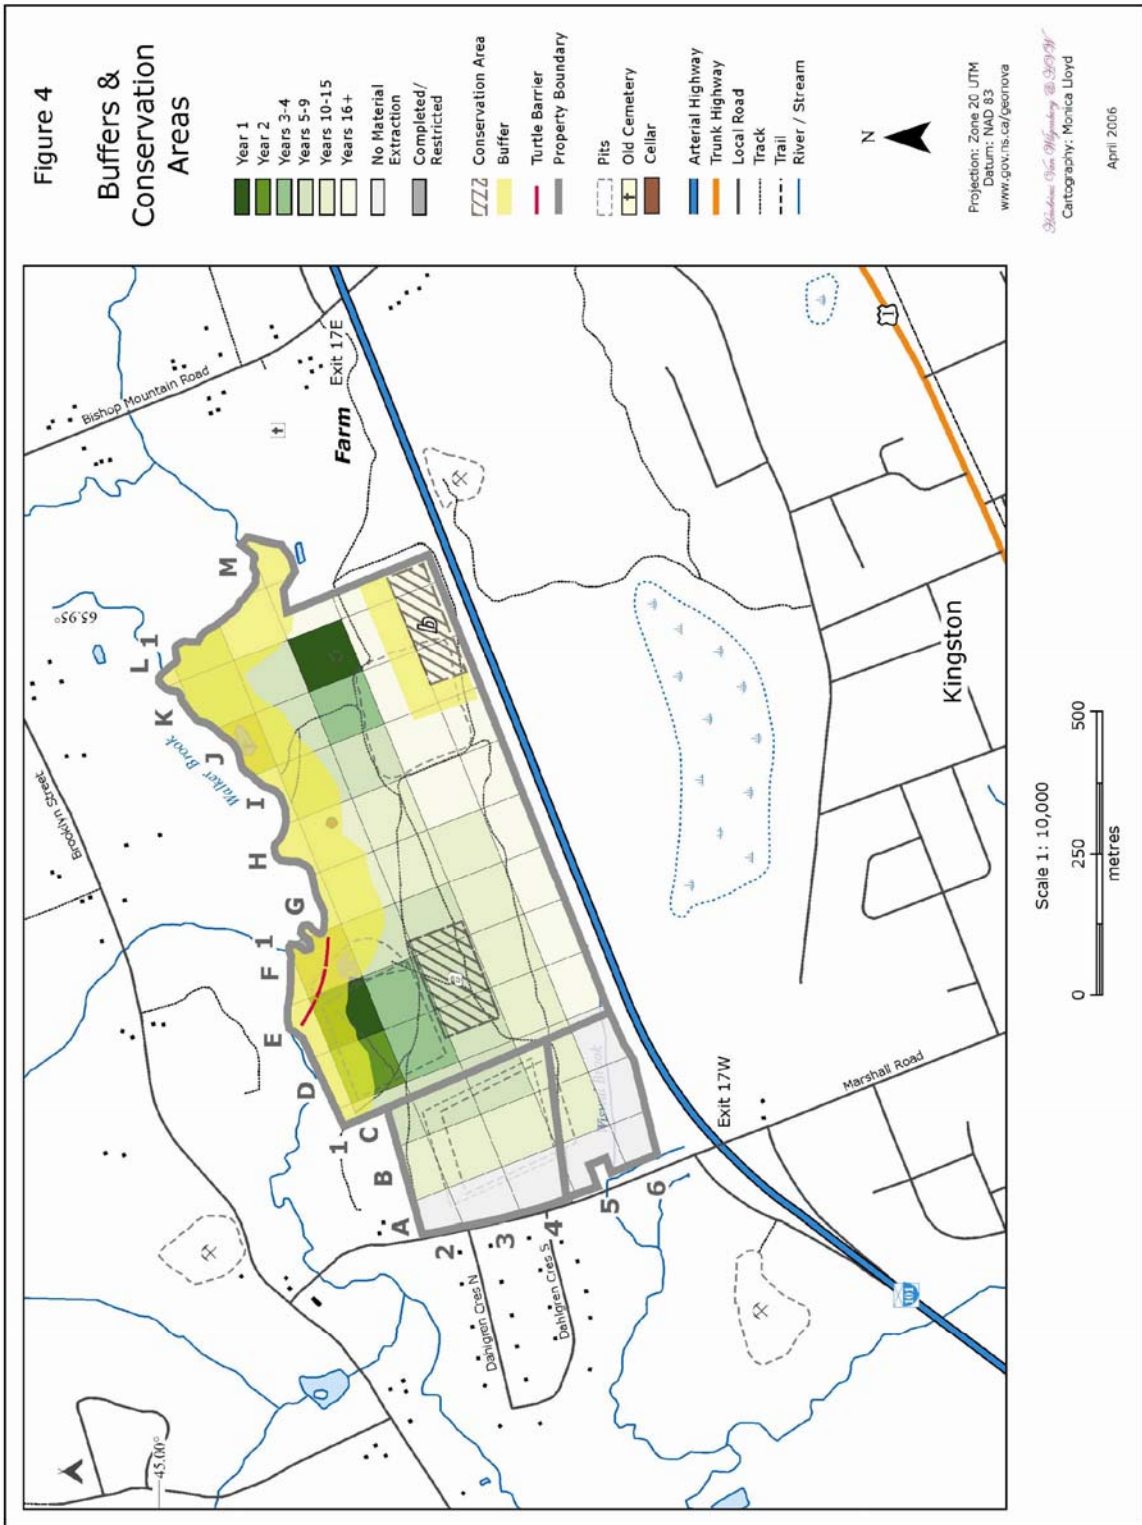 Figure 4
Buffers &
Conservation
Areas
Year 1
Year 2
Years 3-4
Years 5-9
Years 10-15
Years 16+
No Material
Extraction
Completed/
Restricted
Conservation Area
Buffer
Turtle Barrier
Property Boundary
Pits
Old Cemetery
Cellar
Arterial Highway
Trunk Highway
Local Road
Track
Trail
River / Stream
N
Projection: Zone 20 UTM
Datum: NAD 83
www.gov.ns.ca/geonova
Cartography: Monica Lloyd
April 2006
Bishop Mountain Road
Exit 17E
Farm
65.95°
Brooklyn Street
Walker Brook
A
B
C
D
E
F
G
H
I
J
K
L
M
1
1
1
2
3
4
5
6
a
b
Dahlgren Cres N
Dahlgren Cres S
Exit 17W
Marshall Road
Kingston
1
101
45.00°
Scale 1: 10,000
0
250
500
metres